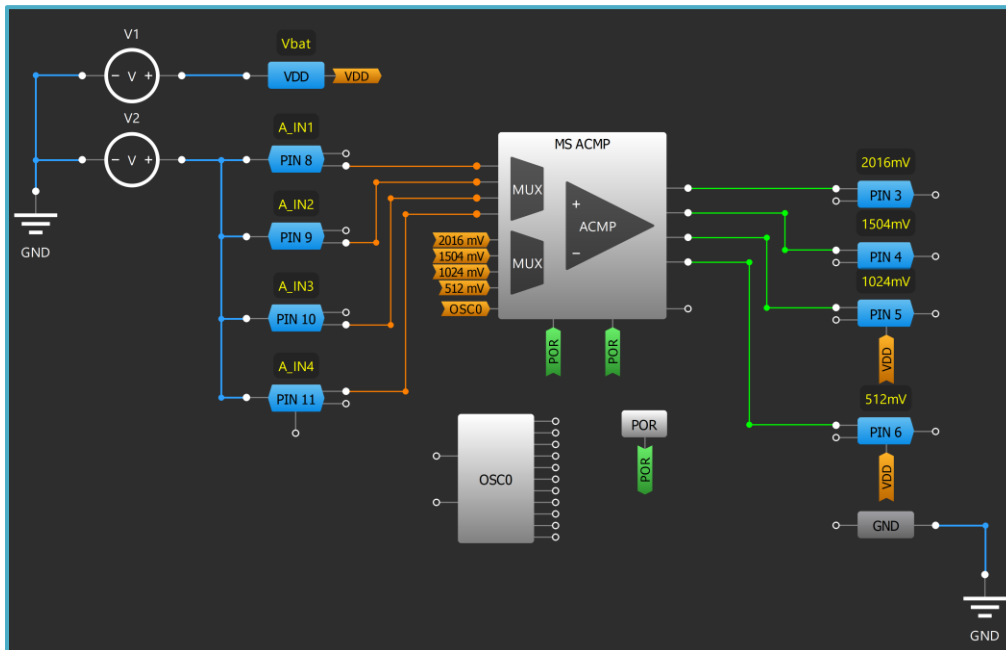 V1
Vbat
− V +
VDD
VDD
V2
A_IN1
− V +
PIN 8
MS ACMP
MUX
2016mV
PIN 3
A_IN2
PIN 9
+
ACMP
−
1504mV
PIN 4
GND
2016 mV
MUX
1504 mV
1024 mV
512 mV
1024mV
A_IN3
OSC0
PIN 5
PIN 10
POR
POR
VDD
A_IN4
PIN 11
512mV
POR
PIN 6
POR
OSC0
VDD
GND
GND